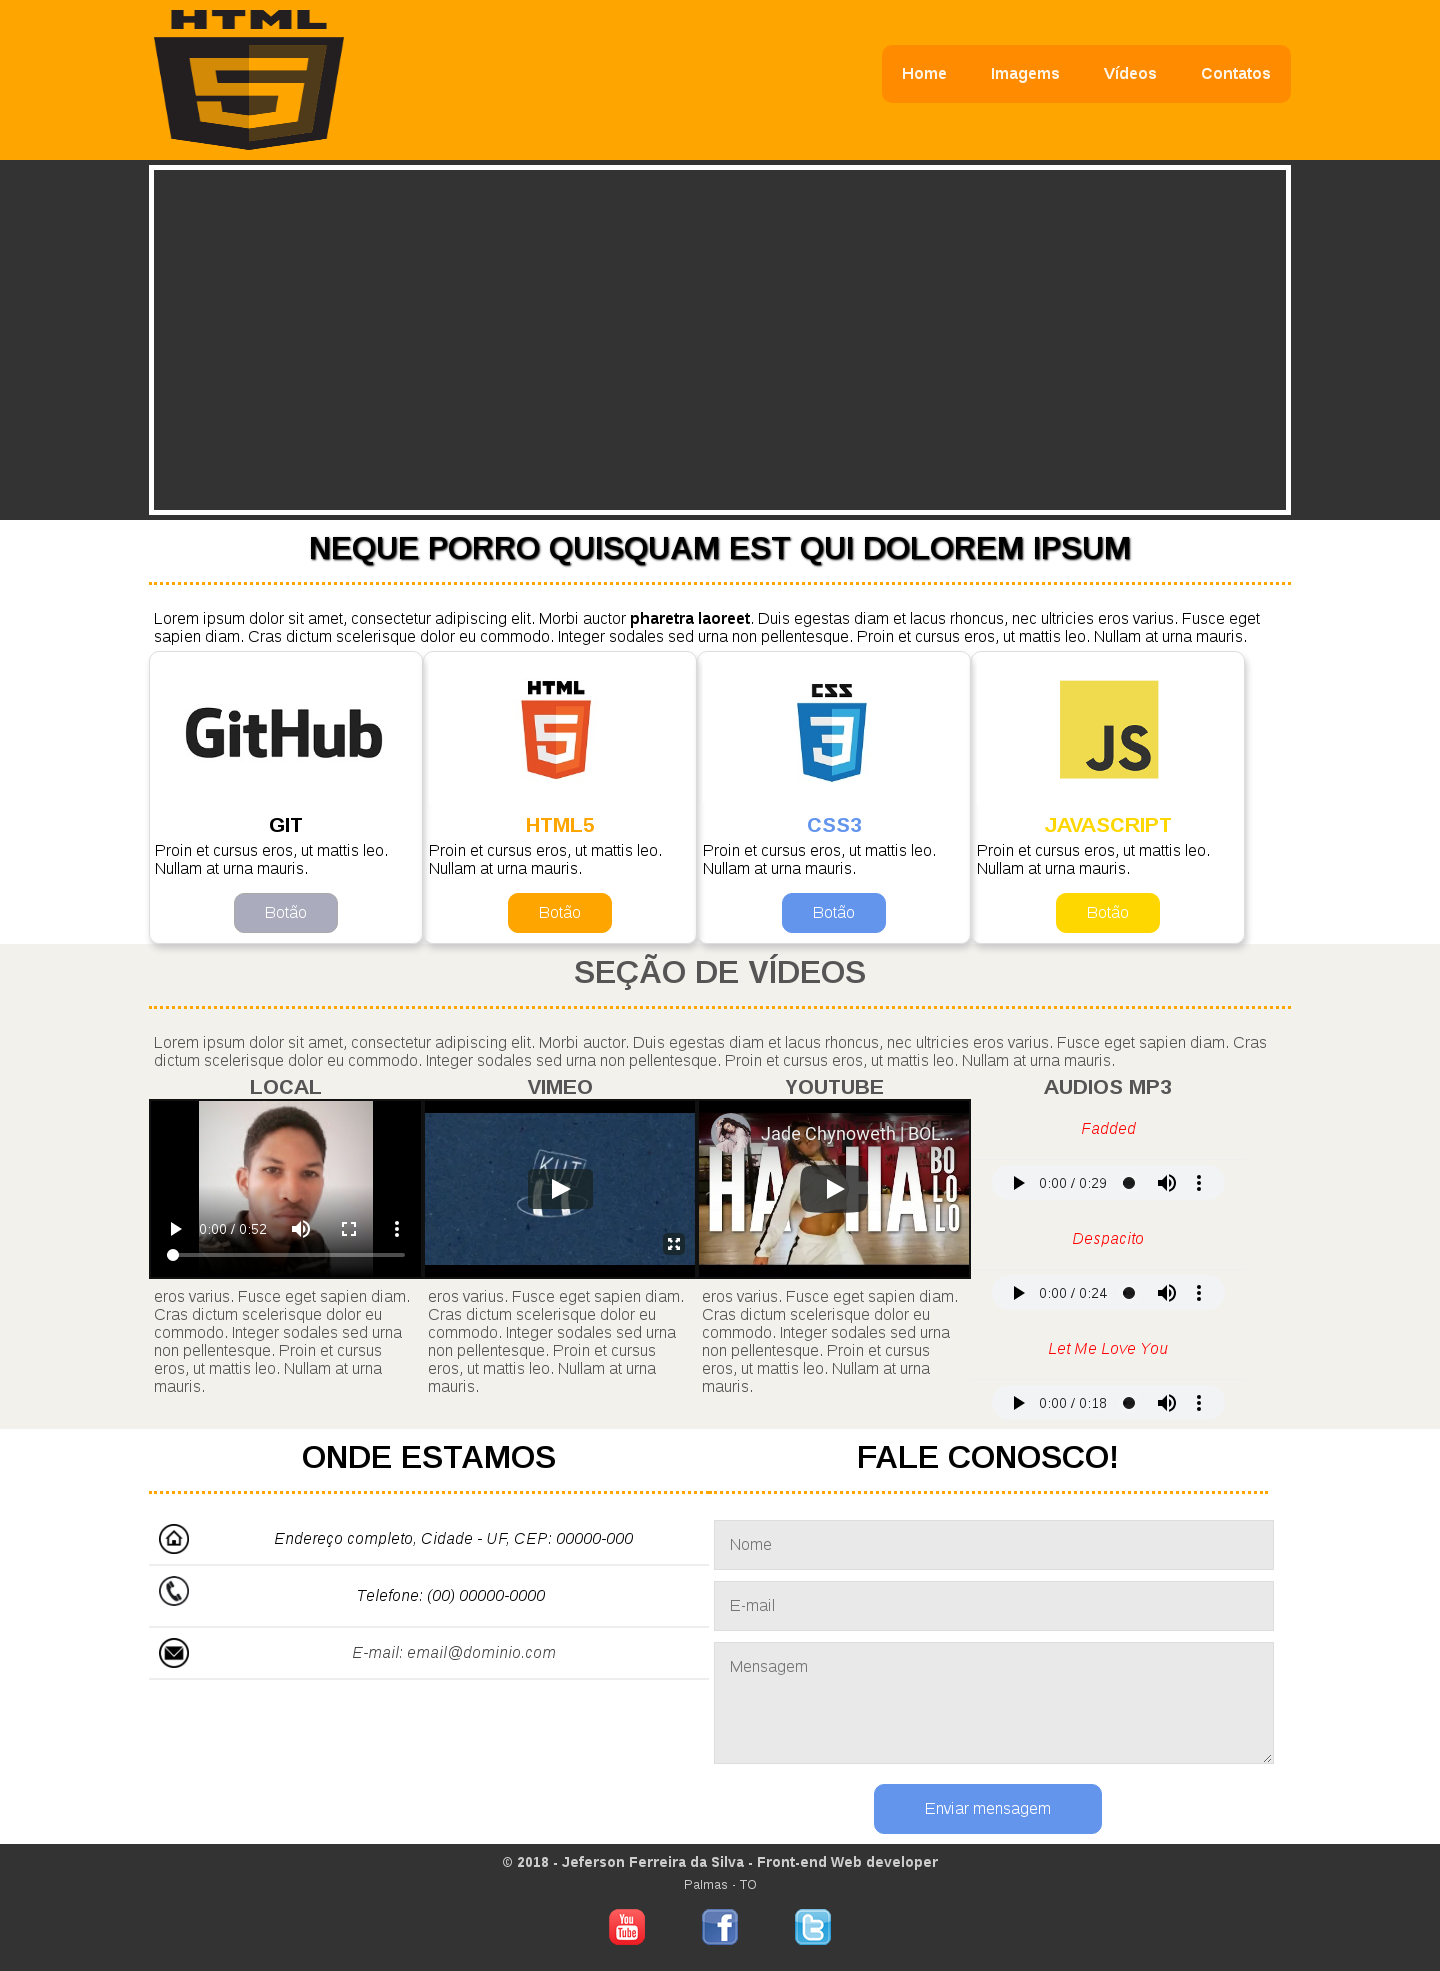 HTML
5
Home Imagems Vídeos Contatos
NEQUE PORRO QUISQUAM EST QUI DOLOREM IPSUM
Lorem ipsum dolor sit amet, consectetur adipiscing elit. Morbi auctor pharetra laoreet. Duis egestas diam et lacus rhoncus, nec ultricies eros varius. Fusce eget
sapien diam. Cras dictum scelerisque dolor eu commodo. Integer sodales sed urna non pellentesque. Proin et cursus eros, ut mattis leo. Nullam at urna mauris.
GitHub
GIT
Proin et cursus eros, ut mattis leo.
Nullam at urna mauris.
Botão
HTML
5
HTML5
Proin et cursus eros, ut mattis leo.
Nullam at urna mauris.
Botão
CSS
3
CSS3
Proin et cursus eros, ut mattis leo.
Nullam at urna mauris.
Botão
JS
JAVASCRIPT
Proin et cursus eros, ut mattis leo.
Nullam at urna mauris.
Botão
SEÇÃO DE VÍDEOS
Lorem ipsum dolor sit amet, consectetur adipiscing elit. Morbi auctor. Duis egestas diam et lacus rhoncus, nec ultricies eros varius. Fusce eget sapien diam. Cras
dictum scelerisque dolor eu commodo. Integer sodales sed urna non pellentesque. Proin et cursus eros, ut mattis leo. Nullam at urna mauris.
LOCAL
0:00 / 0:52
eros varius. Fusce eget sapien diam.
Cras dictum scelerisque dolor eu
commodo. Integer sodales sed urna
non pellentesque. Proin et cursus
eros, ut mattis leo. Nullam at urna
mauris.
VIMEO
KUT
eros varius. Fusce eget sapien diam.
Cras dictum scelerisque dolor eu
commodo. Integer sodales sed urna
non pellentesque. Proin et cursus
eros, ut mattis leo. Nullam at urna
mauris.
YOUTUBE
Jade Chynoweth | BOL...
HA HA
BO
LO
LO
eros varius. Fusce eget sapien diam.
Cras dictum scelerisque dolor eu
commodo. Integer sodales sed urna
non pellentesque. Proin et cursus
eros, ut mattis leo. Nullam at urna
mauris.
AUDIOS MP3
Fadded
0:00 / 0:29
Despacito
0:00 / 0:24
Let Me Love You
0:00 / 0:18
ONDE ESTAMOS
Endereço completo, Cidade - UF, CEP: 00000-000
Telefone: (00) 00000-0000
E-mail: email@dominio.com
FALE CONOSCO!
Nome
E-mail
Mensagem
Enviar mensagem
© 2018 - Jeferson Ferreira da Silva - Front-end Web developer
Palmas - TO
You
Tube
f
t